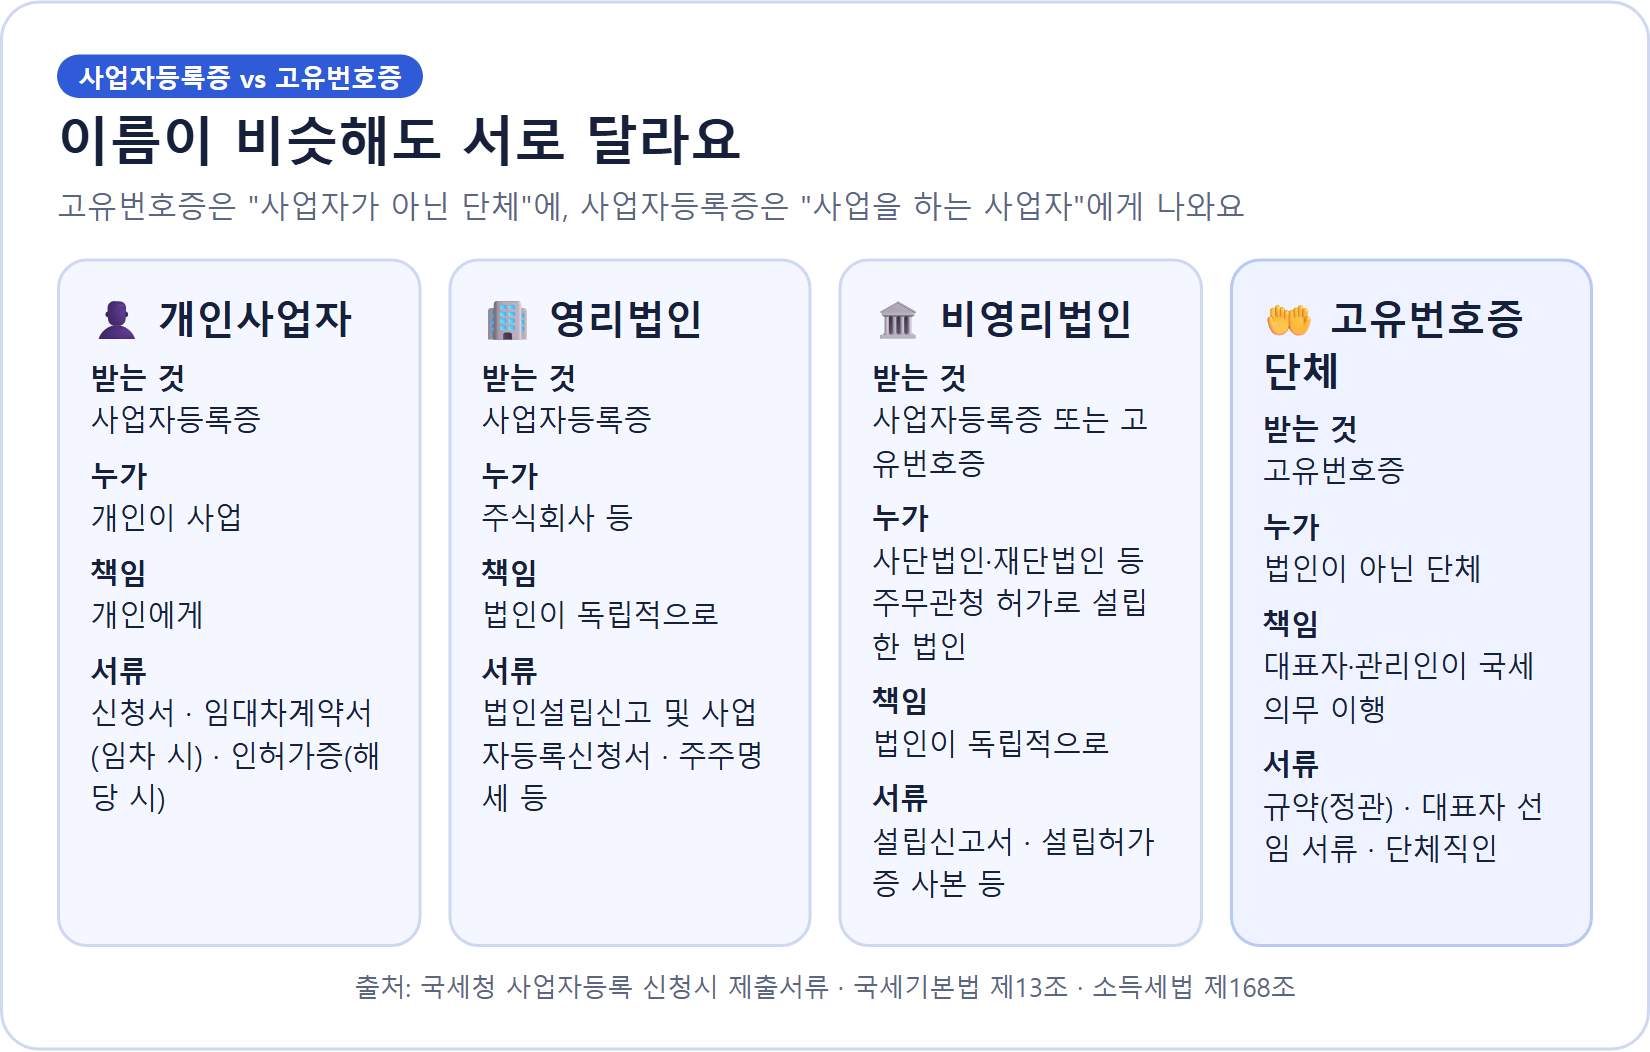 사업자등록증 vs 고유번호증
이름이 비슷해도 서로 달라요
고유번호증은 "사업자가 아닌 단체"에, 사업자등록증은 "사업을 하는 사업자"에게 나와요
개인사업자
받는 것
사업자등록증
누가
개인이 사업
책임
개인에게
서류
신청서 · 임대차계약서
(임차 시) · 인허가증(해
당 시)
영리법인
받는 것
사업자등록증
누가
주식회사 등
책임
법인이 독립적으로
서류
법인설립신고 및 사업
자등록신청서 · 주주명
세 등
비영리법인
받는 것
사업자등록증 또는 고
유번호증
누가
사단법인·재단법인 등
주무관청 허가로 설립
한 법인
책임
법인이 독립적으로
서류
설립신고서 · 설립허가
증 사본 등
고유번호증
단체
받는 것
고유번호증
누가
법인이 아닌 단체
책임
대표자·관리인이 국세
의무 이행
서류
규약(정관) · 대표자 선
임 서류 · 단체직인
출처: 국세청 사업자등록 신청시 제출서류 · 국세기본법 제13조 · 소득세법 제168조